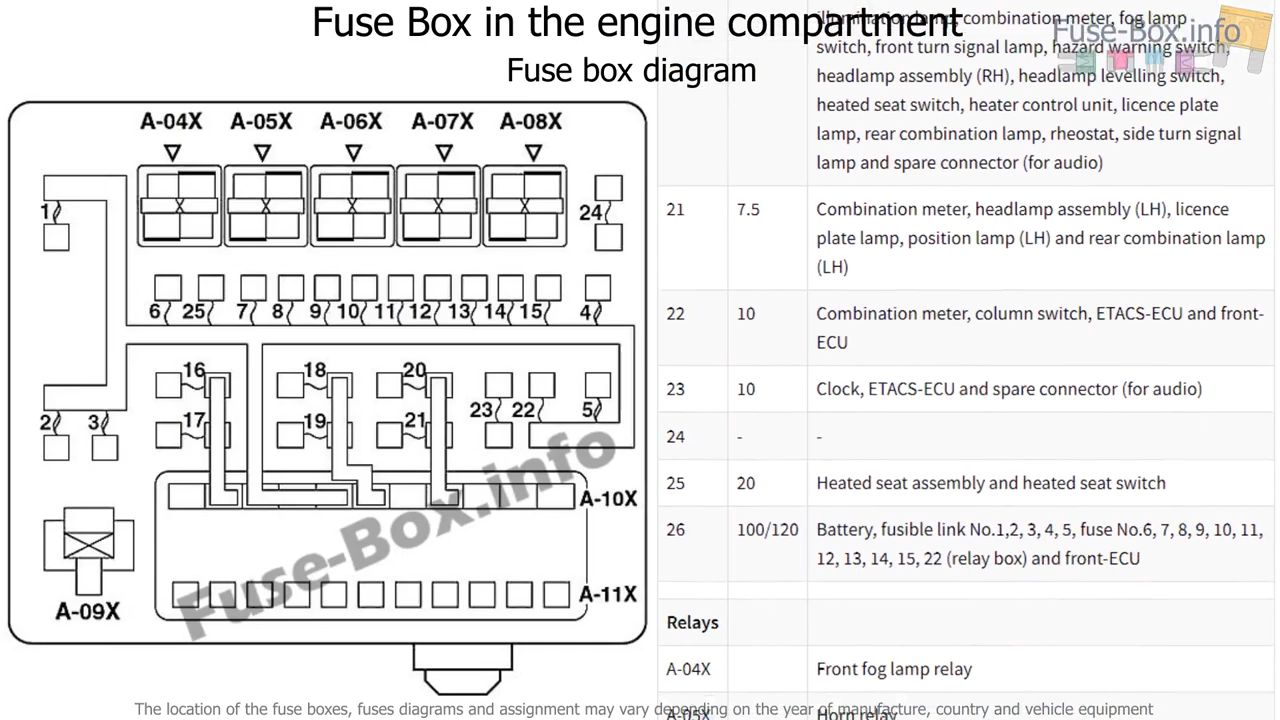 Fuse Box in the engine compartment
Fuse box diagram
Fuse-Box.info
A-04X A-05X A-06X A-07X A-08X
1
24
6 25 7 8 9 10 11 12 13 14 15 4
16 18 20
2 3 17 19 21 23 22 5
A-10X
A-09X
A-11X
Fuse-Box.info
illumination lamp, combination meter, fog lamp
switch, front turn signal lamp, hazard warning switch,
headlamp assembly (RH), headlamp levelling switch,
heated seat switch, heater control unit, licence plate
lamp, rear combination lamp, rheostat, side turn signal
lamp and spare connector (for audio)
21 7.5 Combination meter, headlamp assembly (LH), licence
plate lamp, position lamp (LH) and rear combination lamp
(LH)
22 10 Combination meter, column switch, ETACS-ECU and front-
ECU
23 10 Clock, ETACS-ECU and spare connector (for audio)
24 - -
25 20 Heated seat assembly and heated seat switch
26 100/120 Battery, fusible link No.1,2, 3, 4, 5, fuse No.6, 7, 8, 9, 10, 11,
12, 13, 14, 15, 22 (relay box) and front-ECU
Relays
A-04X Front fog lamp relay
A-05X Horn relay
The location of the fuse boxes, fuses diagrams and assignment may vary depending on the year of manufacture, country and vehicle equipment